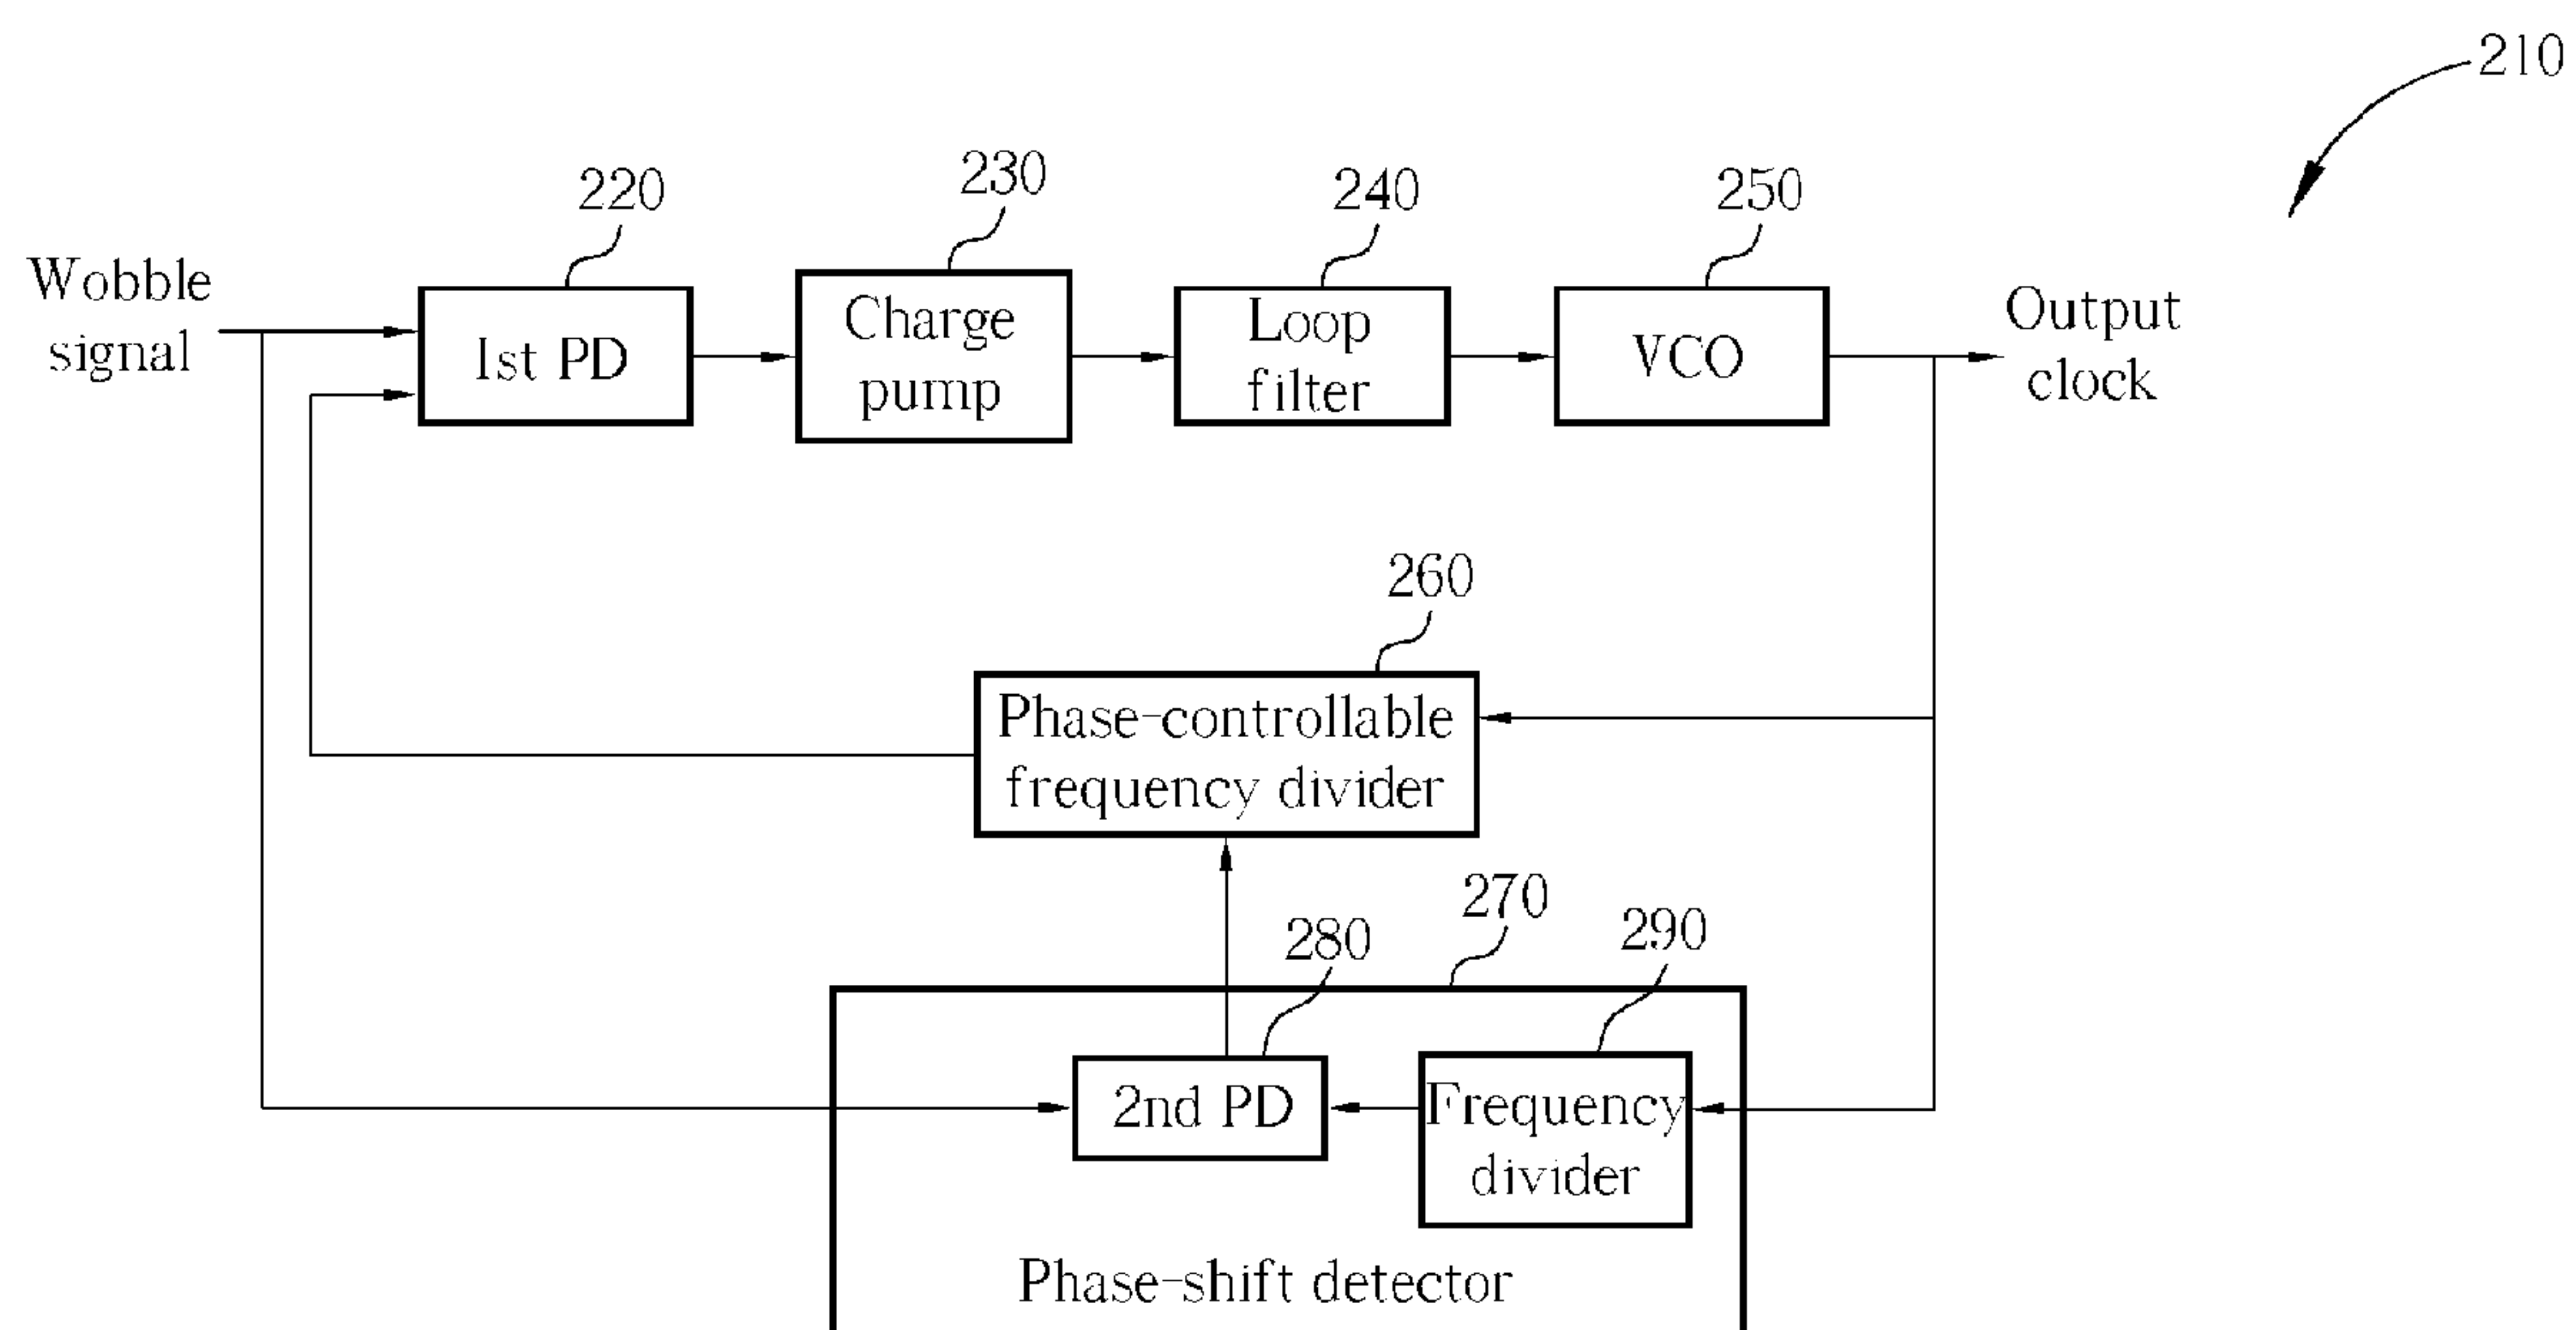 210
220
230
240
250
Wobble
signal
1st PD
Charge
pump
Loop
filter
VCO
Output
clock
260
Phase-controllable
frequency divider
270
280
290
2nd PD
Frequency
divider
Phase-shift detector